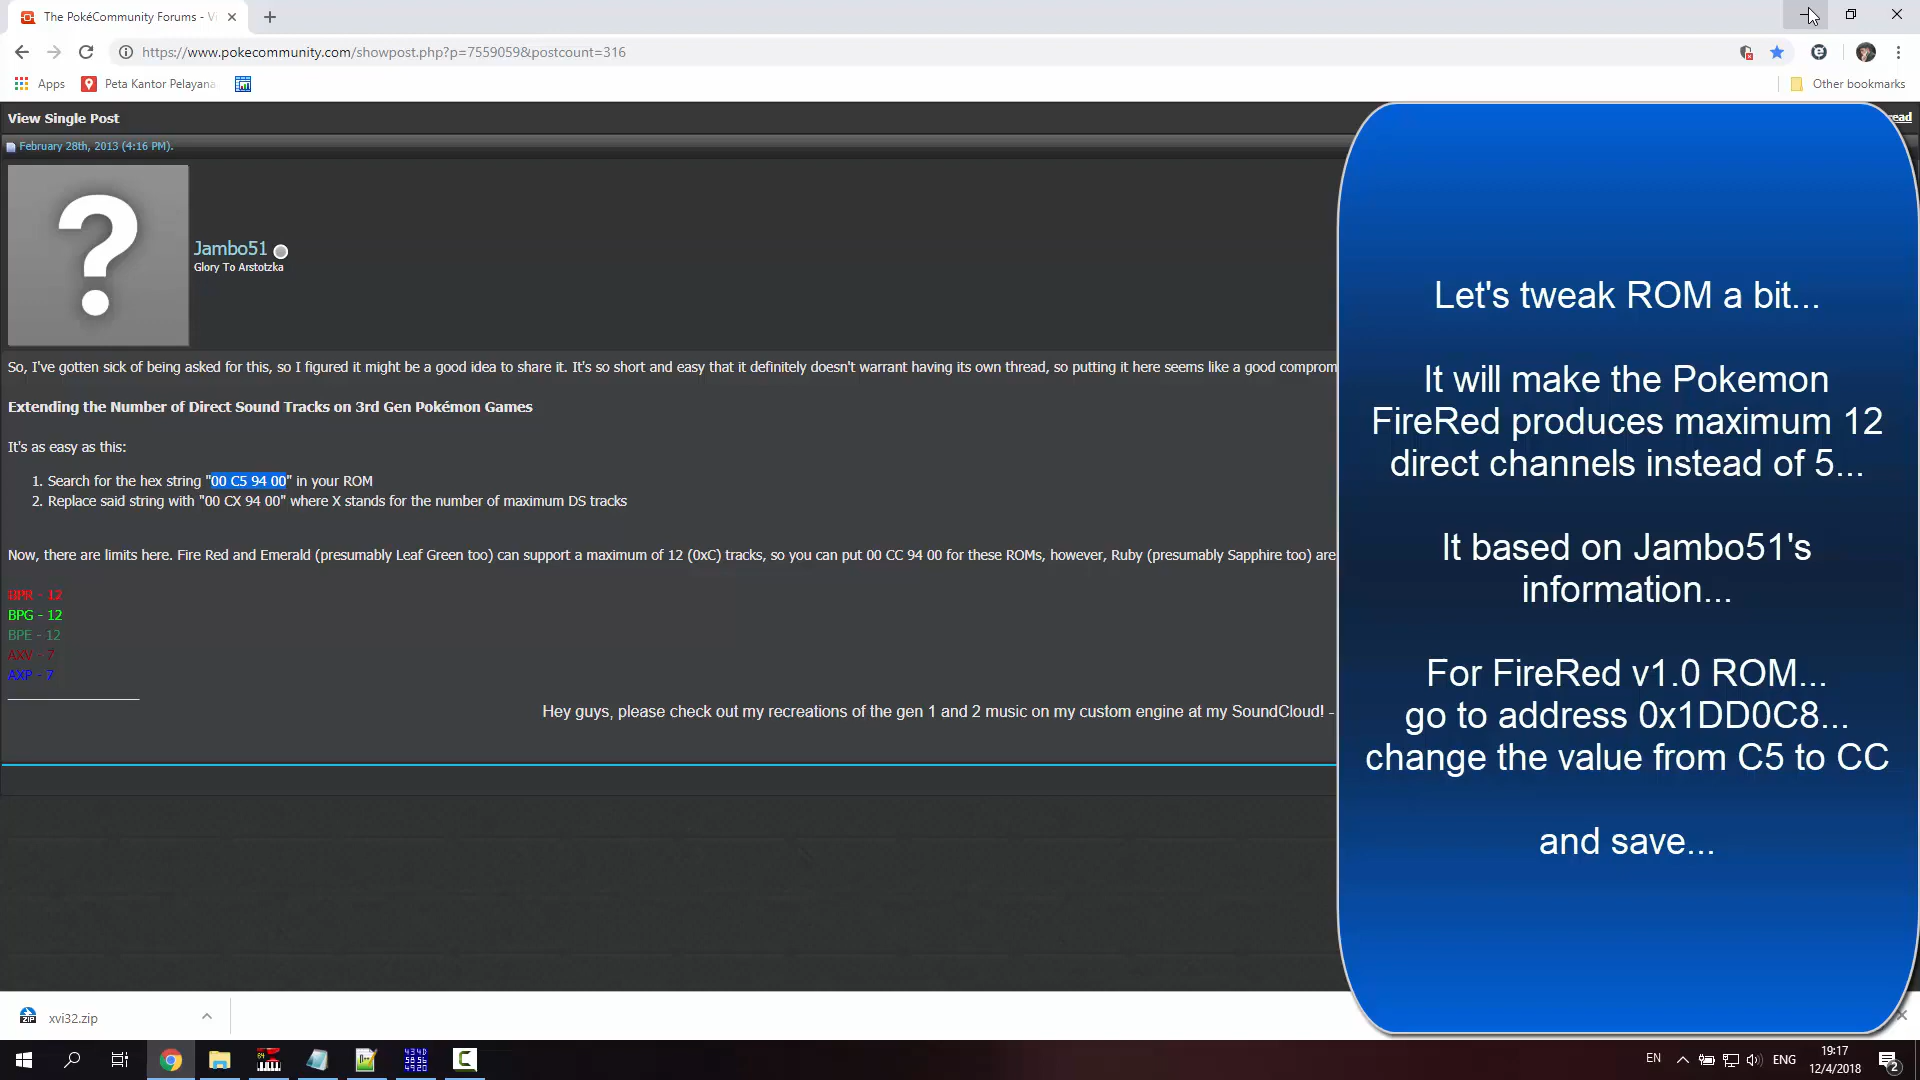 The PokéCommunity Forums - Vi
https://www.pokecommunity.com/showpost.php?p=7559059&postcount=316
Apps
Peta Kantor Pelayana
Other bookmarks
View Single Post
ead
February 28th, 2013 (4:16 PM).
Jambo51
Glory To Arstotzka
So, I've gotten sick of being asked for this, so I figured it might be a good idea to share it. It's so short and easy that it definitely doesn't warrant having its own thread, so putting it here seems like a good comprom
Extending the Number of Direct Sound Tracks on 3rd Gen Pokémon Games
It's as easy as this:
1. Search for the hex string "00 C5 94 00" in your ROM
2. Replace said string with "00 CX 94 00" where X stands for the number of maximum DS tracks
Now, there are limits here. Fire Red and Emerald (presumably Leaf Green too) can support a maximum of 12 (0xC) tracks, so you can put 00 CC 94 00 for these ROMs, however, Ruby (presumably Sapphire too) are
BPR - 12
BPG - 12
BPE - 12
AXV - 7
AXP - 7
Hey guys, please check out my recreations of the gen 1 and 2 music on my custom engine at my SoundCloud! -
Let's tweak ROM a bit...
It will make the Pokemon
FireRed produces maximum 12
direct channels instead of 5...
It based on Jambo51's
information...
For FireRed v1.0 ROM...
go to address 0x1DD0C8...
change the value from C5 to CC
and save...
xvi32.zip
EN
ENG
19:17
12/4/2018
2